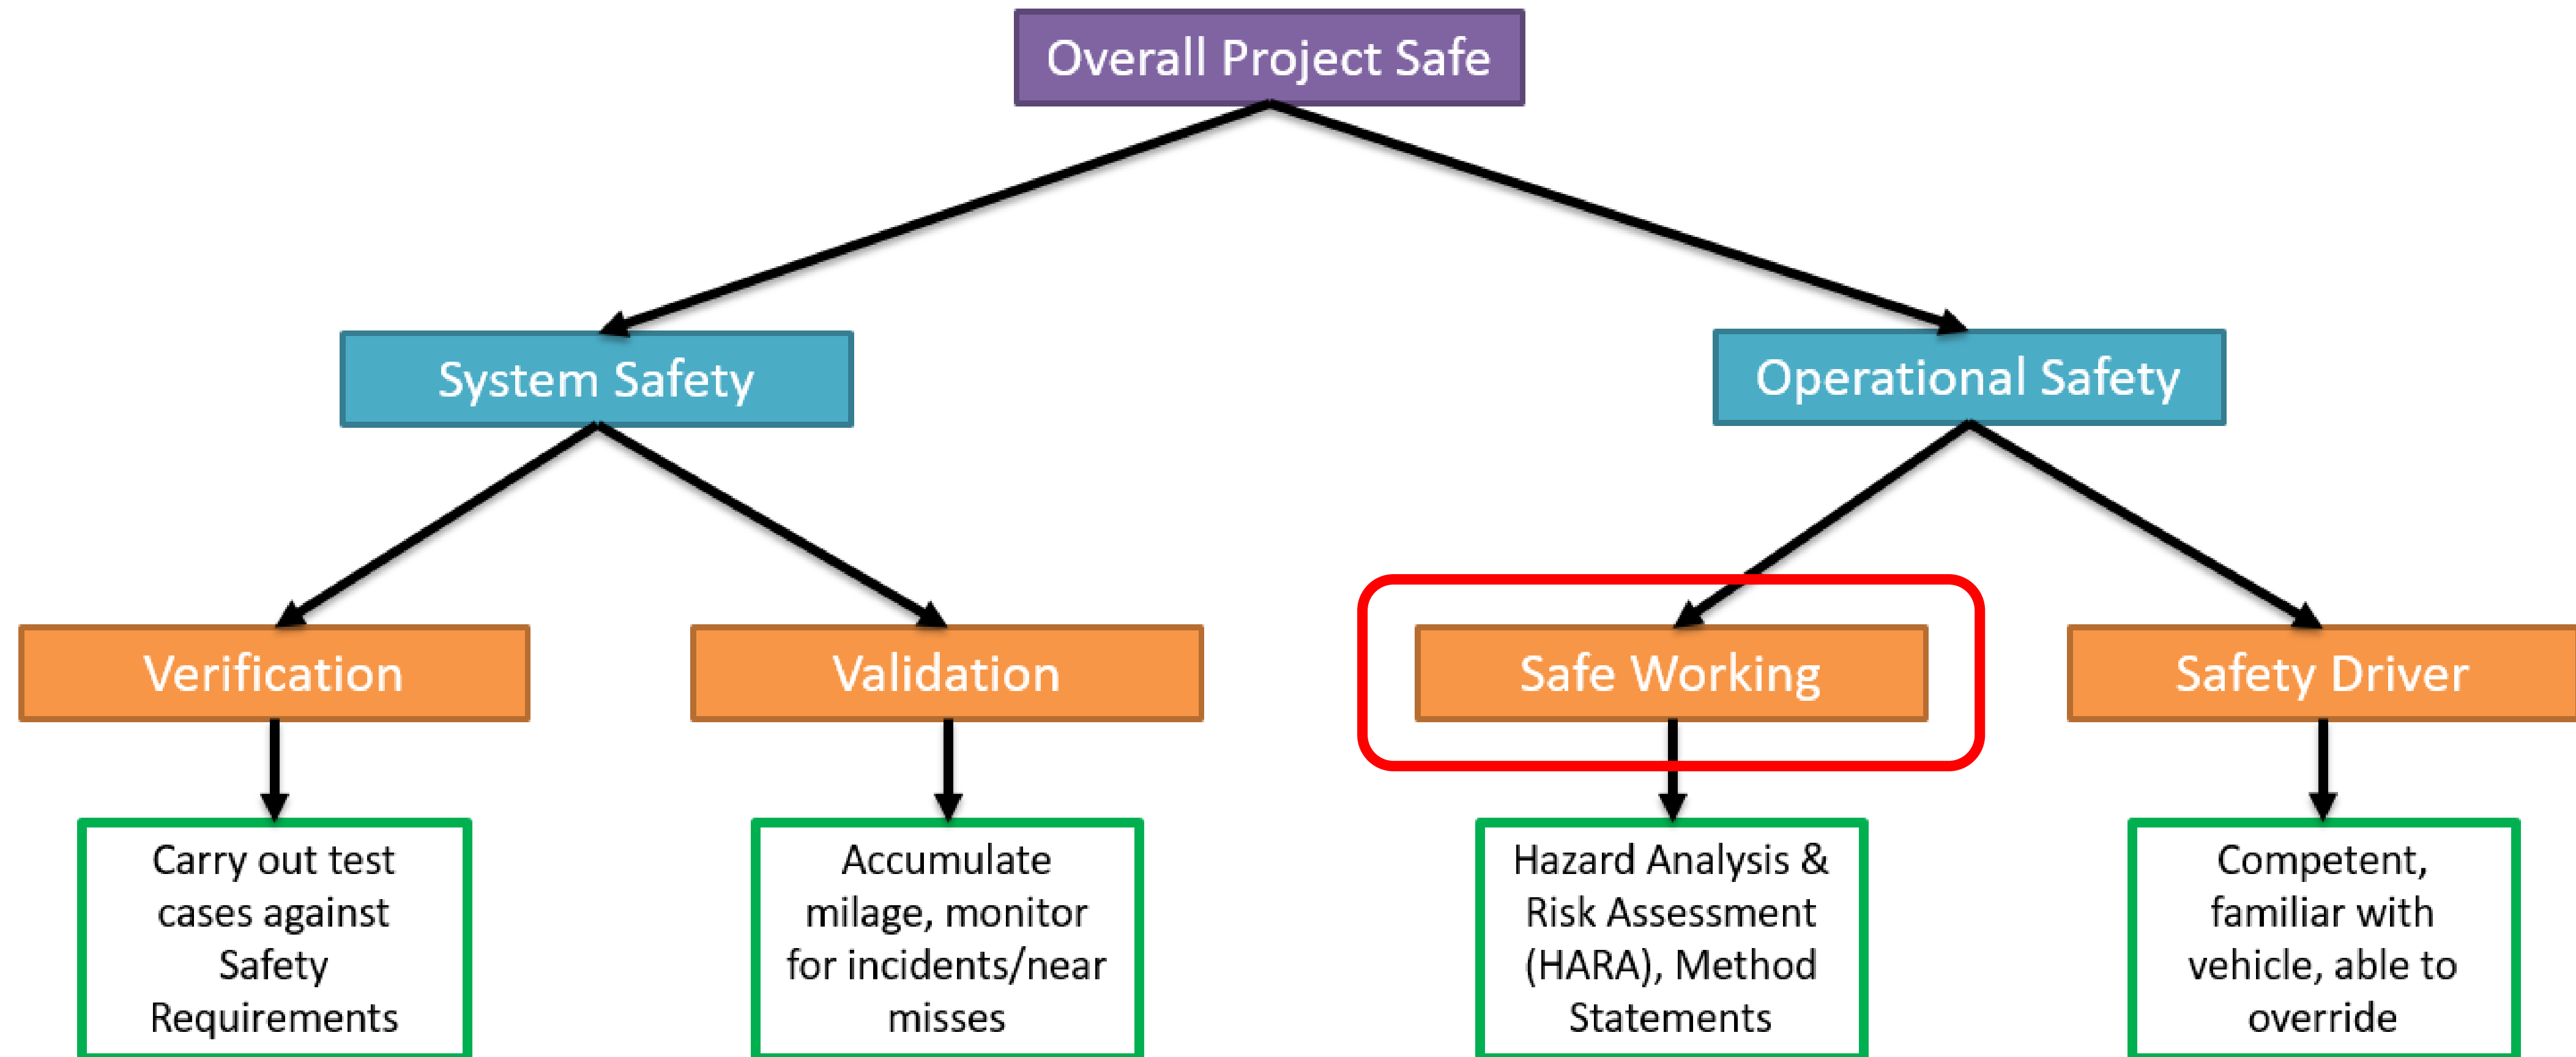 Overall Project Safe
System Safety
Operational Safety
Verification
Validation
Safe Working
Safety Driver
Carry out test
cases against
Safety
Requirements
Accumulate
milage, monitor
for incidents/near
misses
Hazard Analysis &
Risk Assessment
(HARA), Method
Statements
Competent,
familiar with
vehicle, able to
override